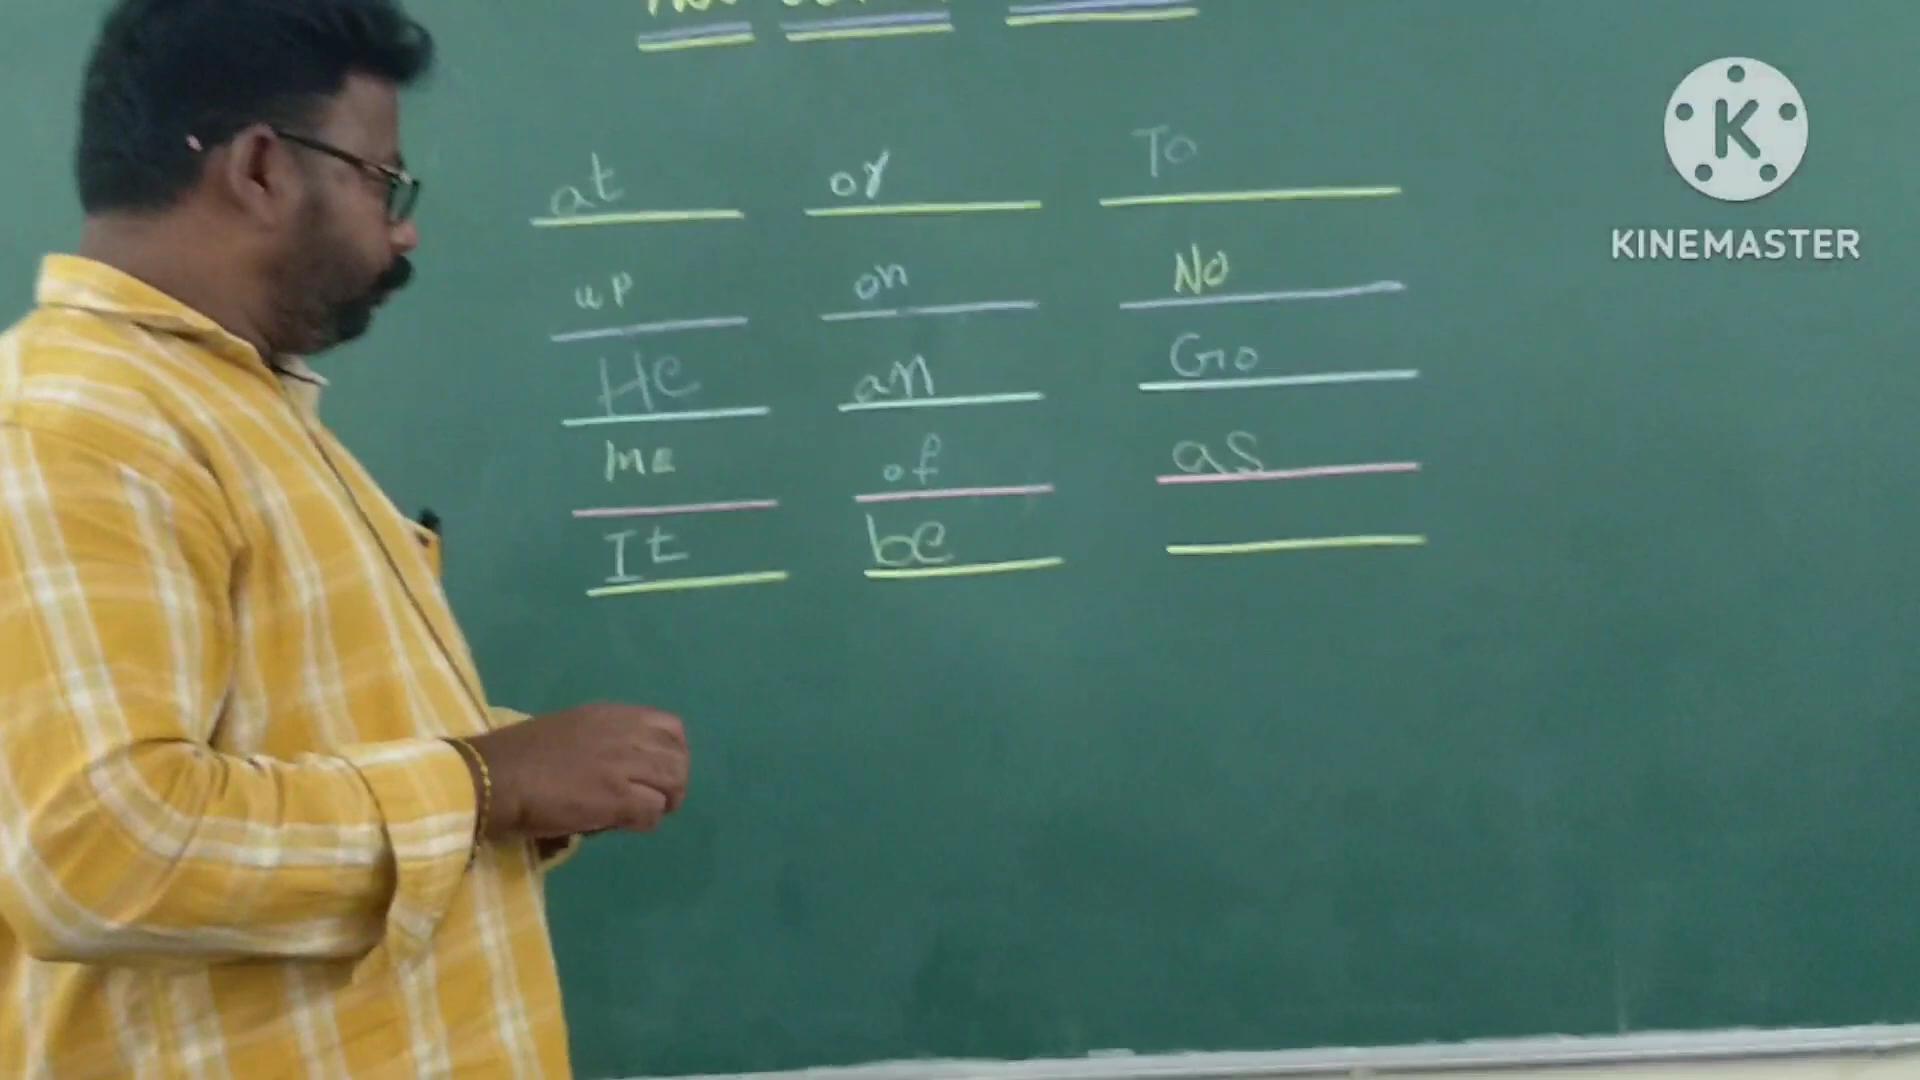 at or To
up on No
He an Go
me of as
It be
KINEMASTER